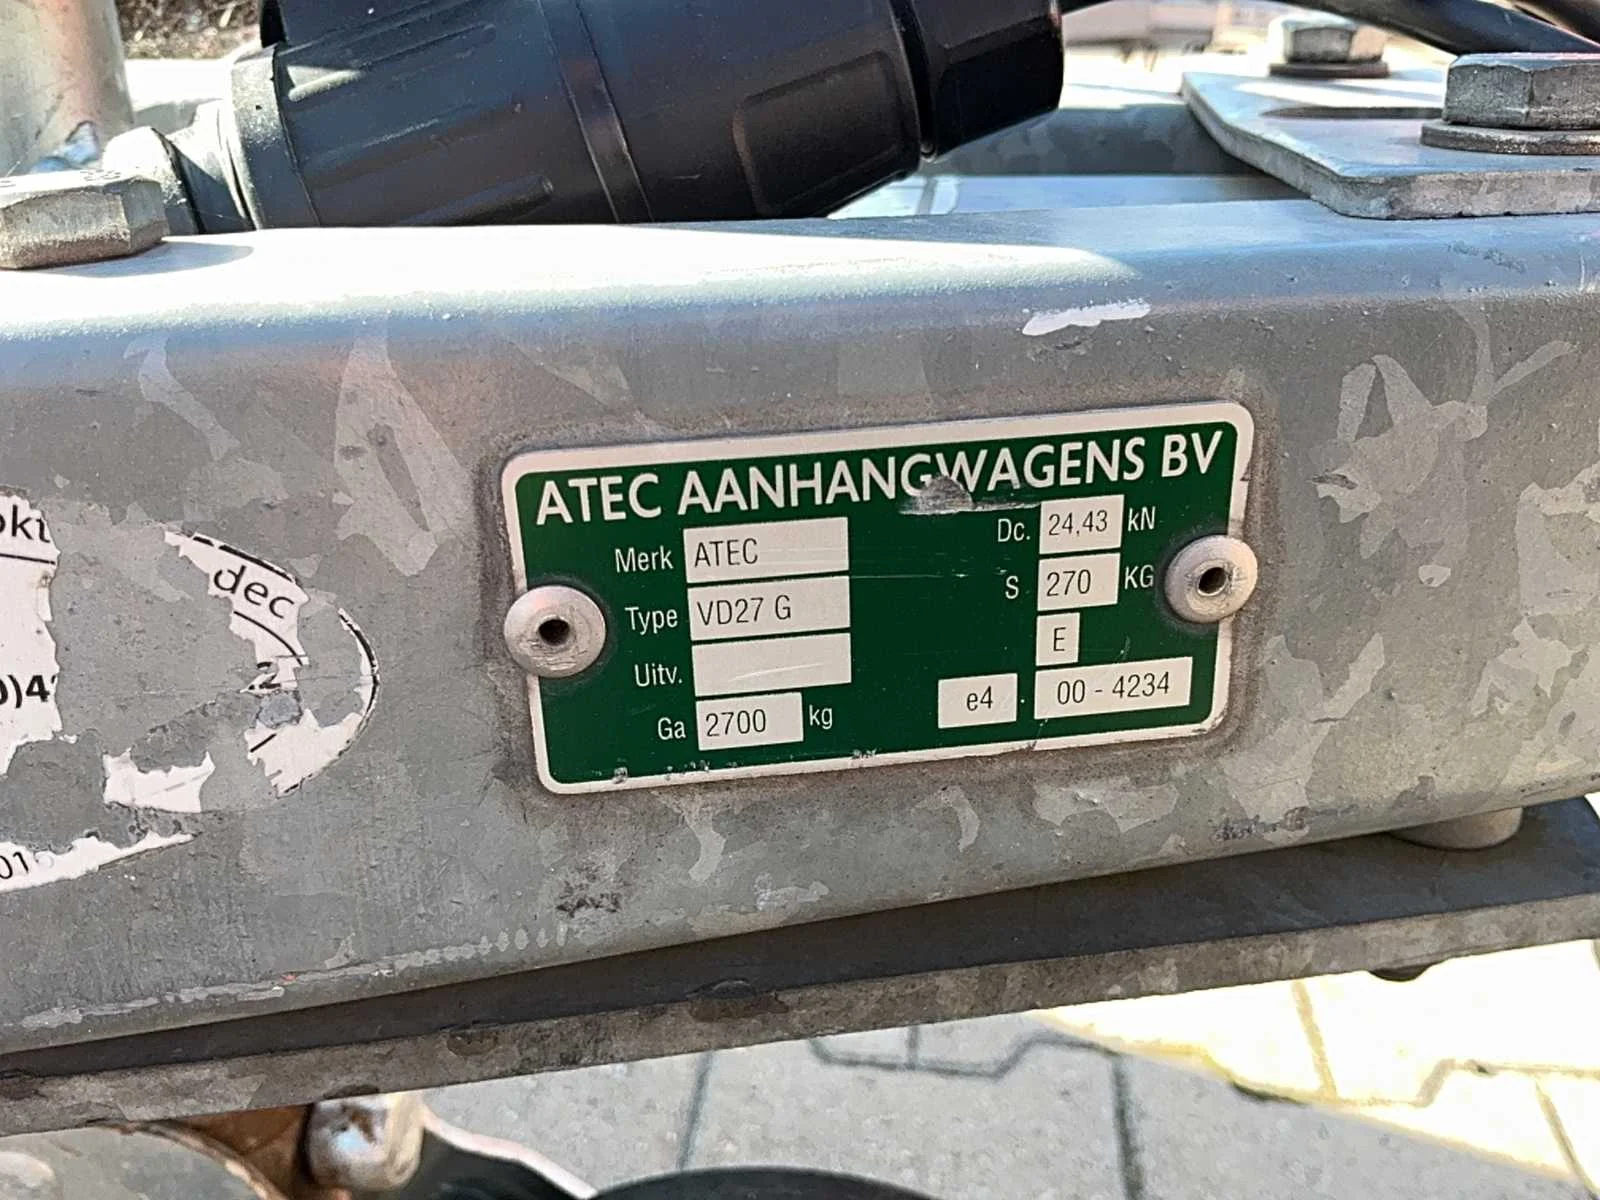 ATEC AANHANGWAGENS BV
Merk ATEC
Type VD27 G
Uitv.
Ga 2700 kg
Dc. 24,43 kN
S 270 KG
E
e4 . 00 - 4234
dec